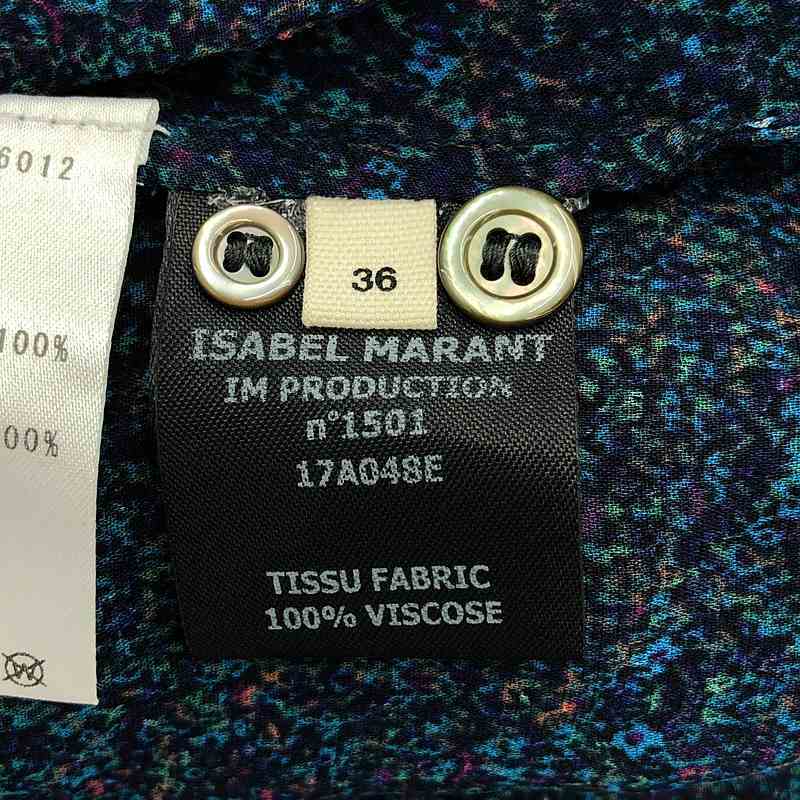 6012
100%
00%
36
ISABEL MARANT
IM PRODUCTION
n°1501
17A048E
TISSU FABRIC
100% VISCOSE
W